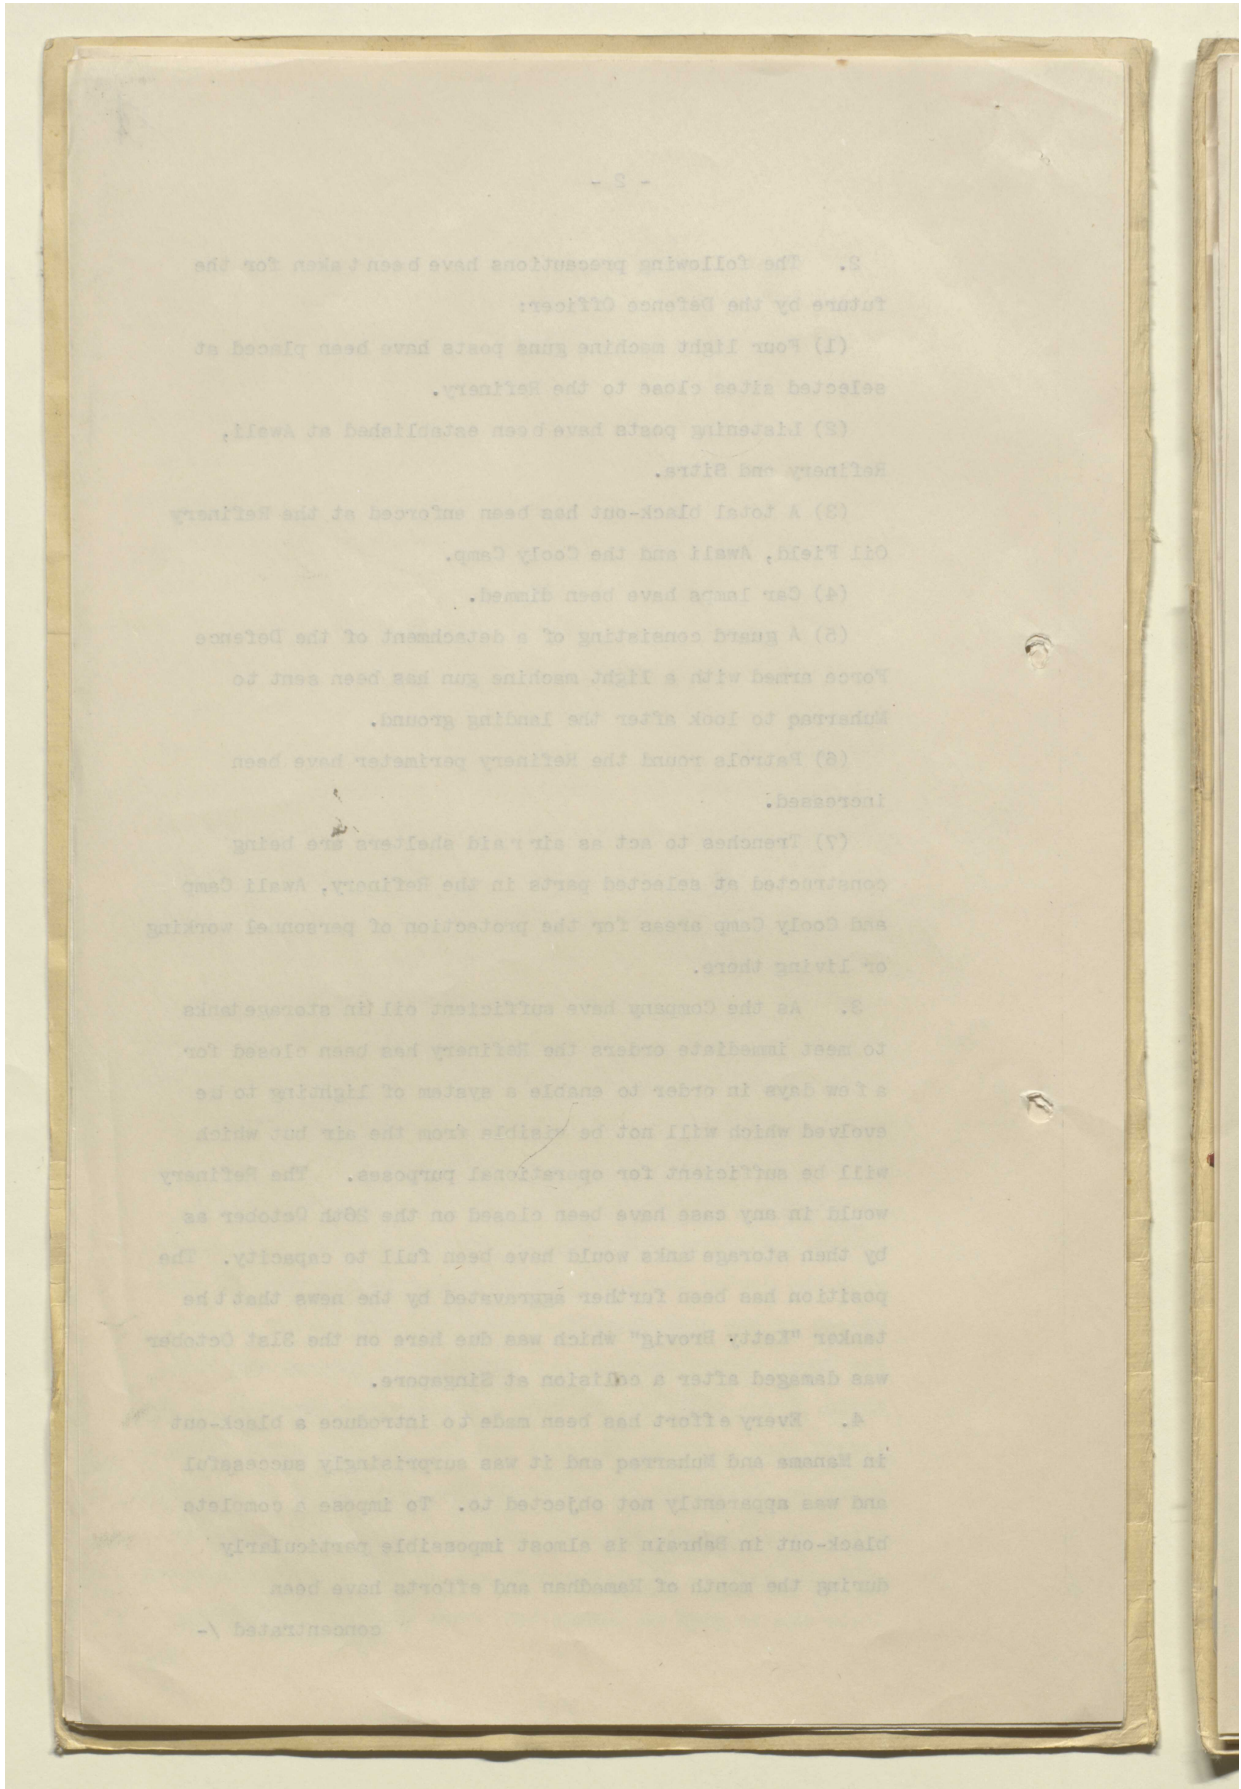 - 2 -
2. The following precautions have been taken for the
future by the Defence Officer:
(1) Four light machine guns posts have been placed at
selected sites close to the Refinery.
(2) Listening posts have been established at Awali,
Refinery and Sitra.
(3) A total black-out has been enforced at the Refinery
Oil Field, Awali and the Cooly Camp.
(4) Car lamps have been dimmed.
(5) A guard consisting of a detachment of the Defence
Force armed with a light machine gun has been sent to
Muharraq to look after the landing ground.
(6) Patrols round the Refinery perimeter have been
increased.
(7) Trenches to act as air raid shelters are being
constructed at selected parts in the Refinery, Awali Camp
and Cooly Camp areas for the protection of personnel working
or living there.
3. As the Company have sufficient oil in storage tanks
to meet immediate orders the Refinery has been closed for
a few days in order to enable a system of lighting to be
evolved which will not be visible from the air but which
will be sufficient for operational purposes. The Refinery
would in any case have been closed on the 26th October as
by then storage tanks would have been full to capacity. The
position has been further aggravated by the news that the
tanker "Ketty Brovig" which was due here on the 31st October
was damaged after a collision at Singapore.
4. Every effort has been made to introduce a black-out
in Manama and Muharraq and it was surprisingly successful
and was apparently not objected to. To impose a complete
black-out in Bahrain is almost impossible particularly
during the month of Ramadhan and efforts have been
concentrated /-